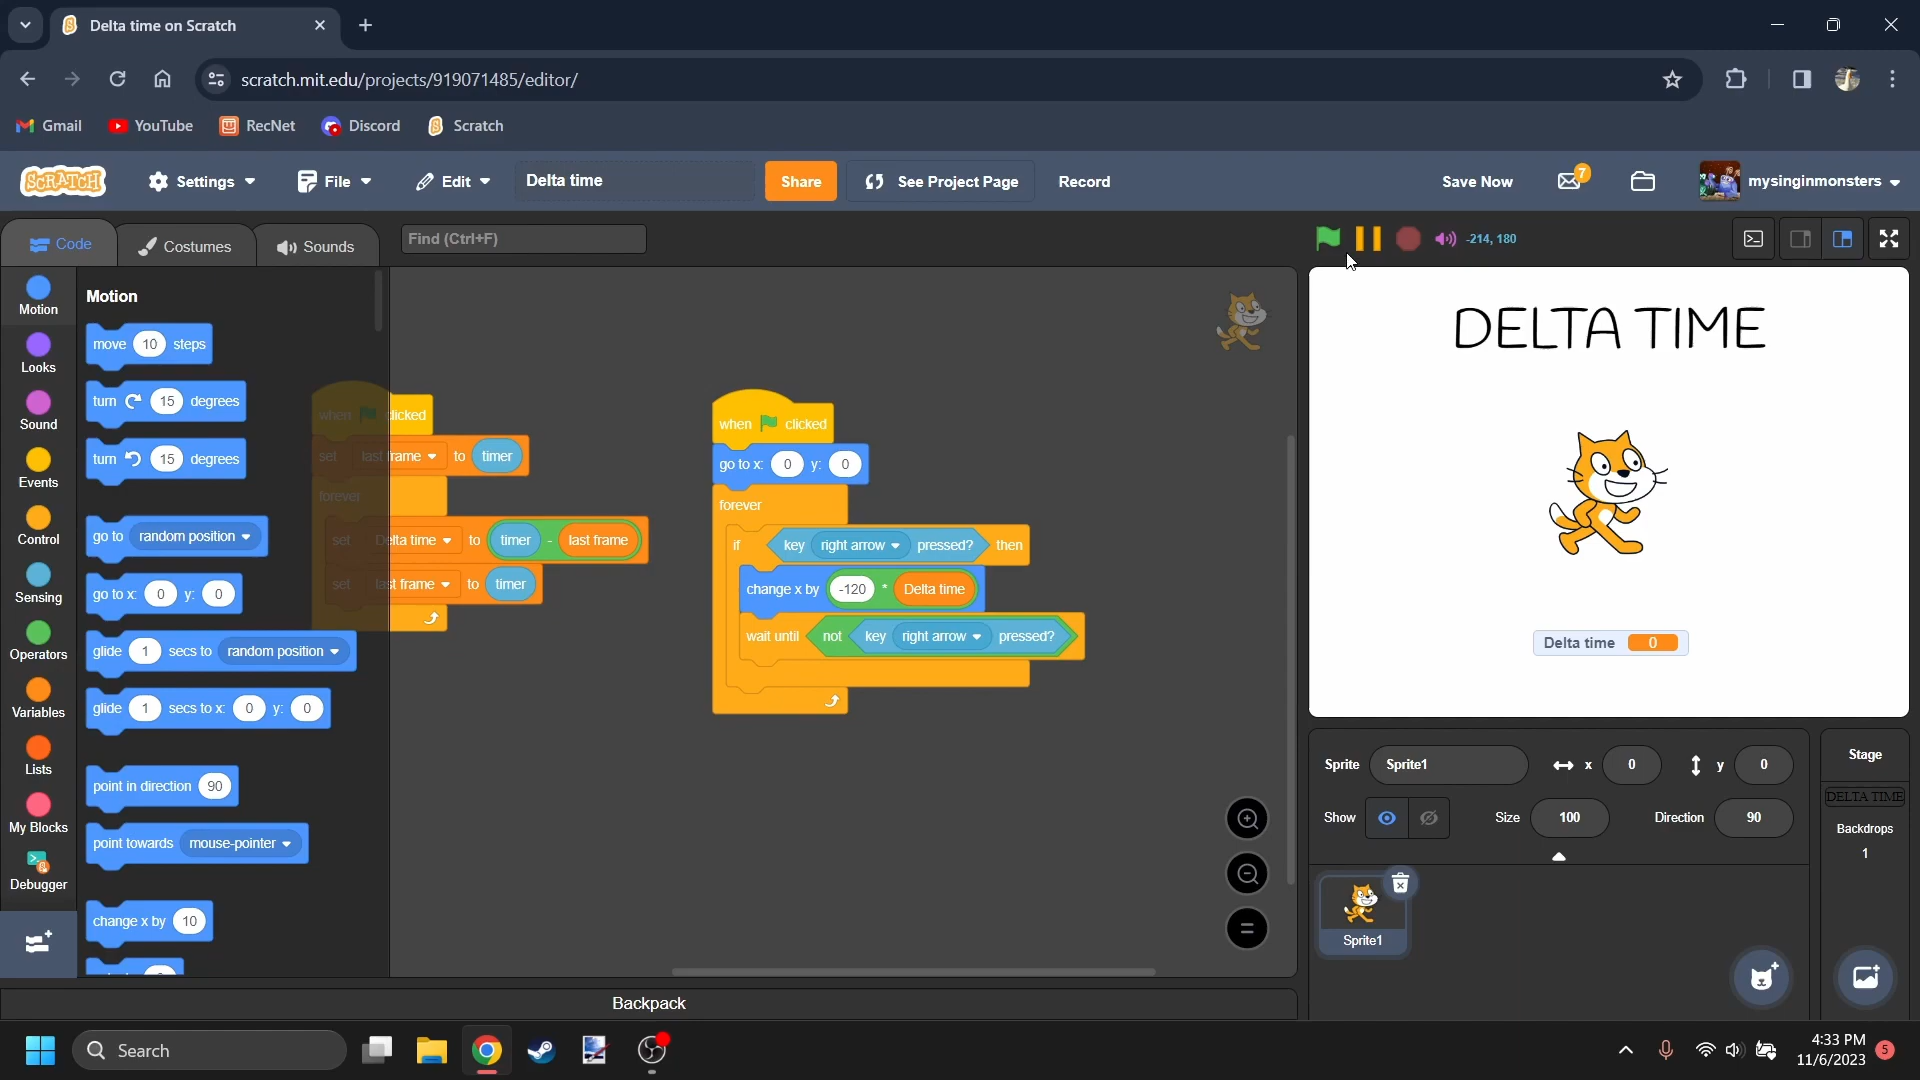 Delta time on Scratch
scratch.mit.edu/projects/919071485/editor/
Gmail YouTube RecNet Discord Scratch
SCRATCH Settings File Edit Delta time Share See Project Page Record Save Now 7 mysinginmonsters
Code Costumes Sounds Find (Ctrl+F) -214, 180
Motion
Looks
Sound
Events
Control
Sensing
Operators
Variables
Lists
My Blocks
Debugger
Motion
move 10 steps
turn 15 degrees
turn 15 degrees
go to random position
go to x: 0 y: 0
glide 1 secs to random position
glide 1 secs to x: 0 y: 0
point in direction 90
point towards mouse-pointer
change x by 10
when clicked
set last frame to timer
forever
set Delta time to timer - last frame
set last frame to timer
when clicked
go to x: 0 y: 0
forever
if key right arrow pressed? then
change x by -120 * Delta time
wait until not key right arrow pressed?
DELTA TIME
Delta time 0
Sprite Sprite1 x 0 y 0
Show Size 100 Direction 90
Sprite1
Stage
DELTA TIME
Backdrops
1
Backpack
Search
4:33 PM
11/6/2023
5